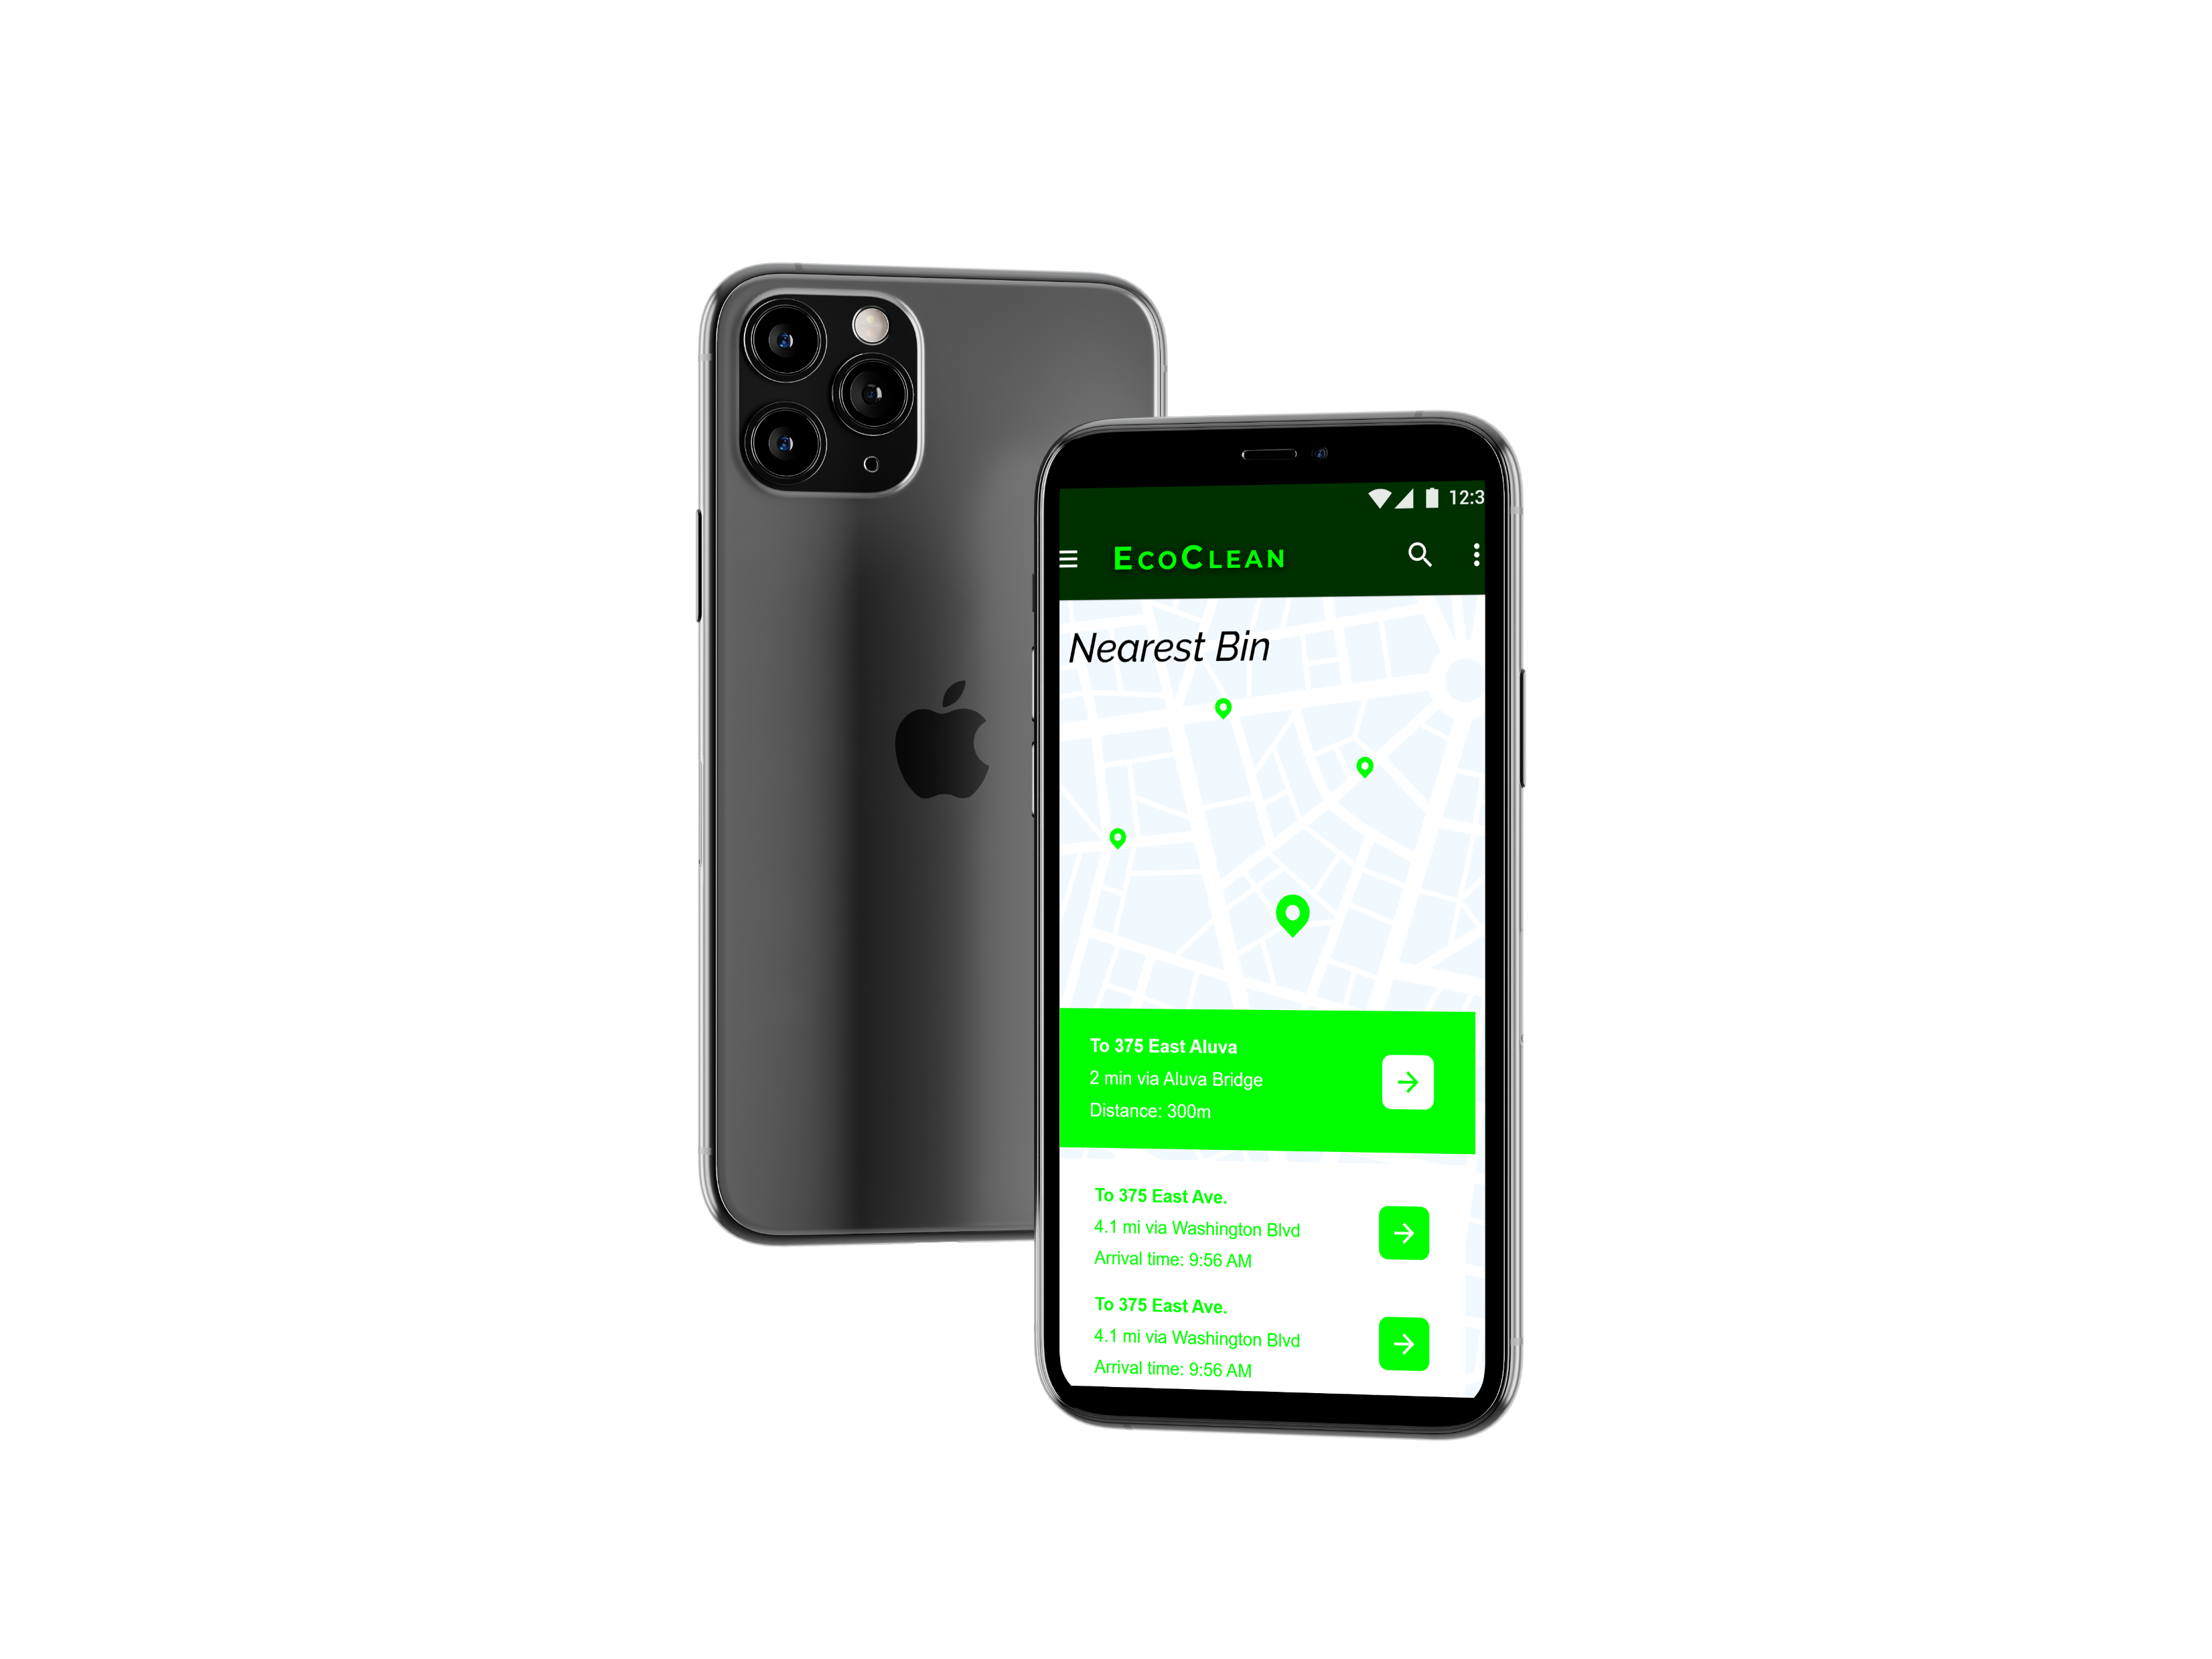 12:3
EcoClean
Nearest Bin
To 375 East Aluva
2 min via Aluva Bridge
Distance: 300m
To 375 East Ave.
4.1 mi via Washington Blvd
Arrival time: 9:56 AM
To 375 East Ave.
4.1 mi via Washington Blvd
Arrival time: 9:56 AM